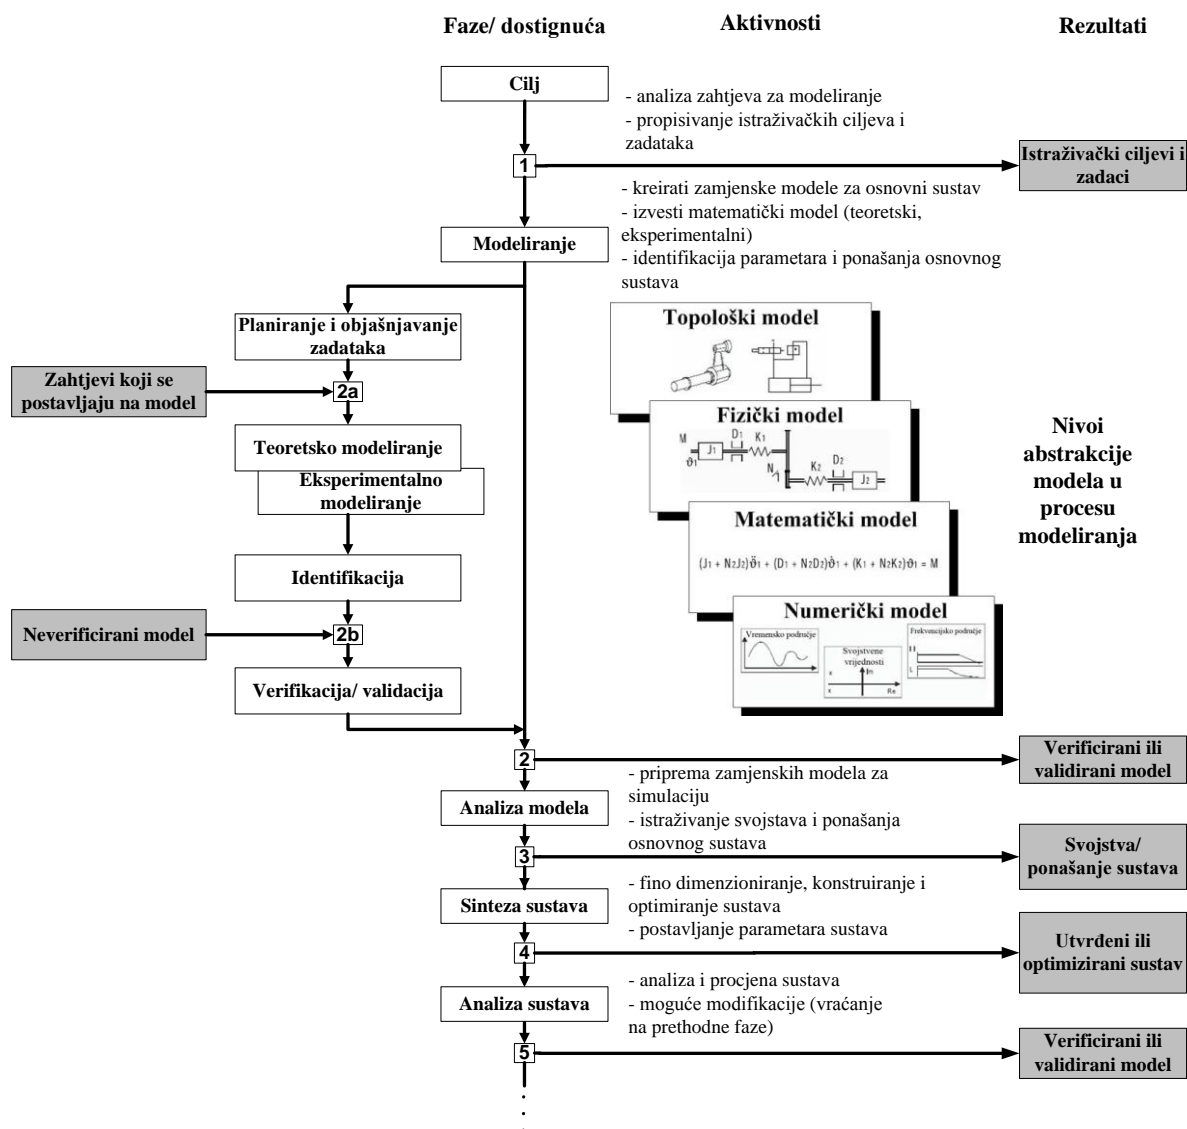 Faze/ dostignuća
Aktivnosti
Rezultati
Cilj
- analiza zahtjeva za modeliranje
- propisivanje istraživačkih ciljeva i
zadataka
1
Istraživački ciljevi i
zadaci
- kreirati zamjenske modele za osnovni sustav
- izvesti matematički model (teoretski,
eksperimentalni)
- identifikacija parametara i ponašanja osnovnog
sustava
Modeliranje
Planiranje i objašnjavanje
zadataka
Zahtjevi koji se
postavljaju na model
2a
Teoretsko modeliranje
Eksperimentalno
modeliranje
Identifikacija
Neverificirani model
2b
Verifikacija/ validacija
Topološki model
Fizički model
M
ϑ1
J1
D1
K1
N
K2
D2
J2
Matematički model
(J1 + N2J2)ϑ̈1 + (D1 + N2D2)ϑ̇1 + (K1 + N2K2)ϑ1 = M
Numerički model
Vremensko područje
Svojstvene
vrijednosti
Im
x
x
Re
Frekvencijsko područje
L
Nivoi
abstrakcije
modela u
procesu
modeliranja
2
Verificirani ili
validirani model
- priprema zamjenskih modela za
simulaciju
- istraživanje svojstava i ponašanja
osnovnog sustava
Analiza modela
3
Svojstva/
ponašanje sustava
- fino dimenzioniranje, konstruiranje i
optimiranje sustava
- postavljanje parametara sustava
Sinteza sustava
4
Utvrđeni ili
optimizirani sustav
- analiza i procjena sustava
- moguće modifikacije (vraćanje
na prethodne faze)
Analiza sustava
5
Verificirani ili
validirani model